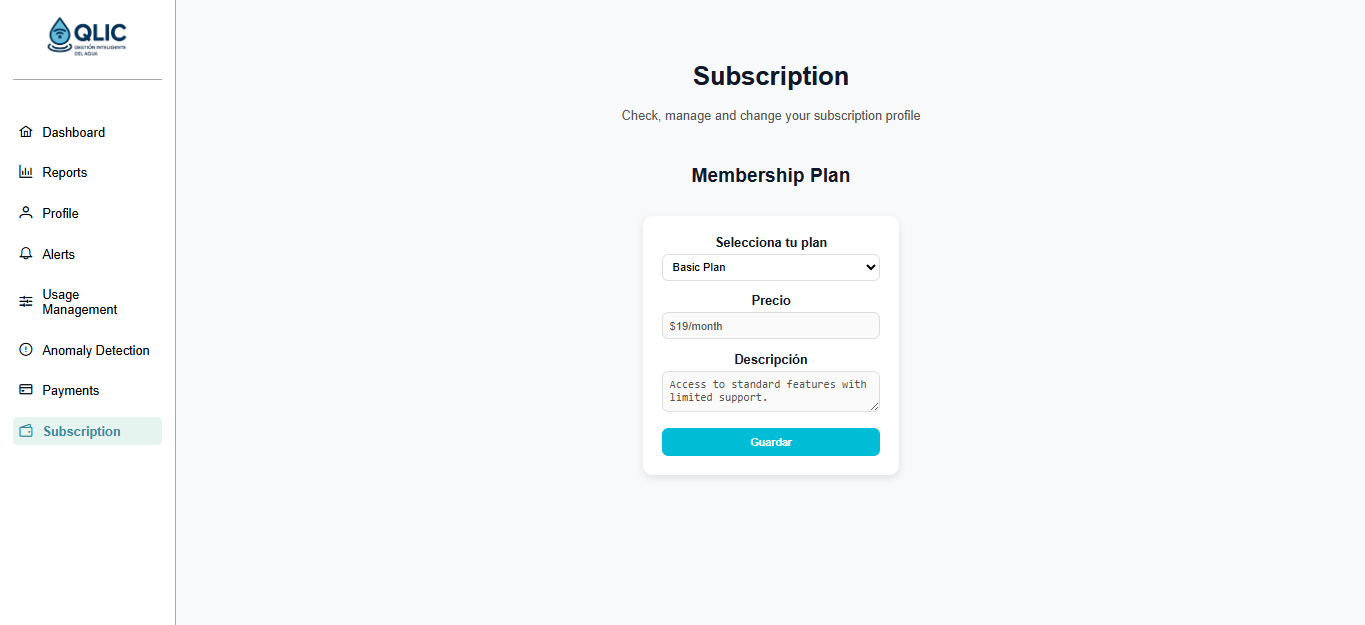 QLIC
GESTIÓN INTELIGENTE
DEL AGUA
Dashboard
Reports
Profile
Alerts
Usage
Management
Anomaly Detection
Payments
Subscription
Subscription
Check, manage and change your subscription profile
Membership Plan
Selecciona tu plan
Basic Plan
Precio
$19/month
Descripción
Access to standard features with
limited support.
Guardar